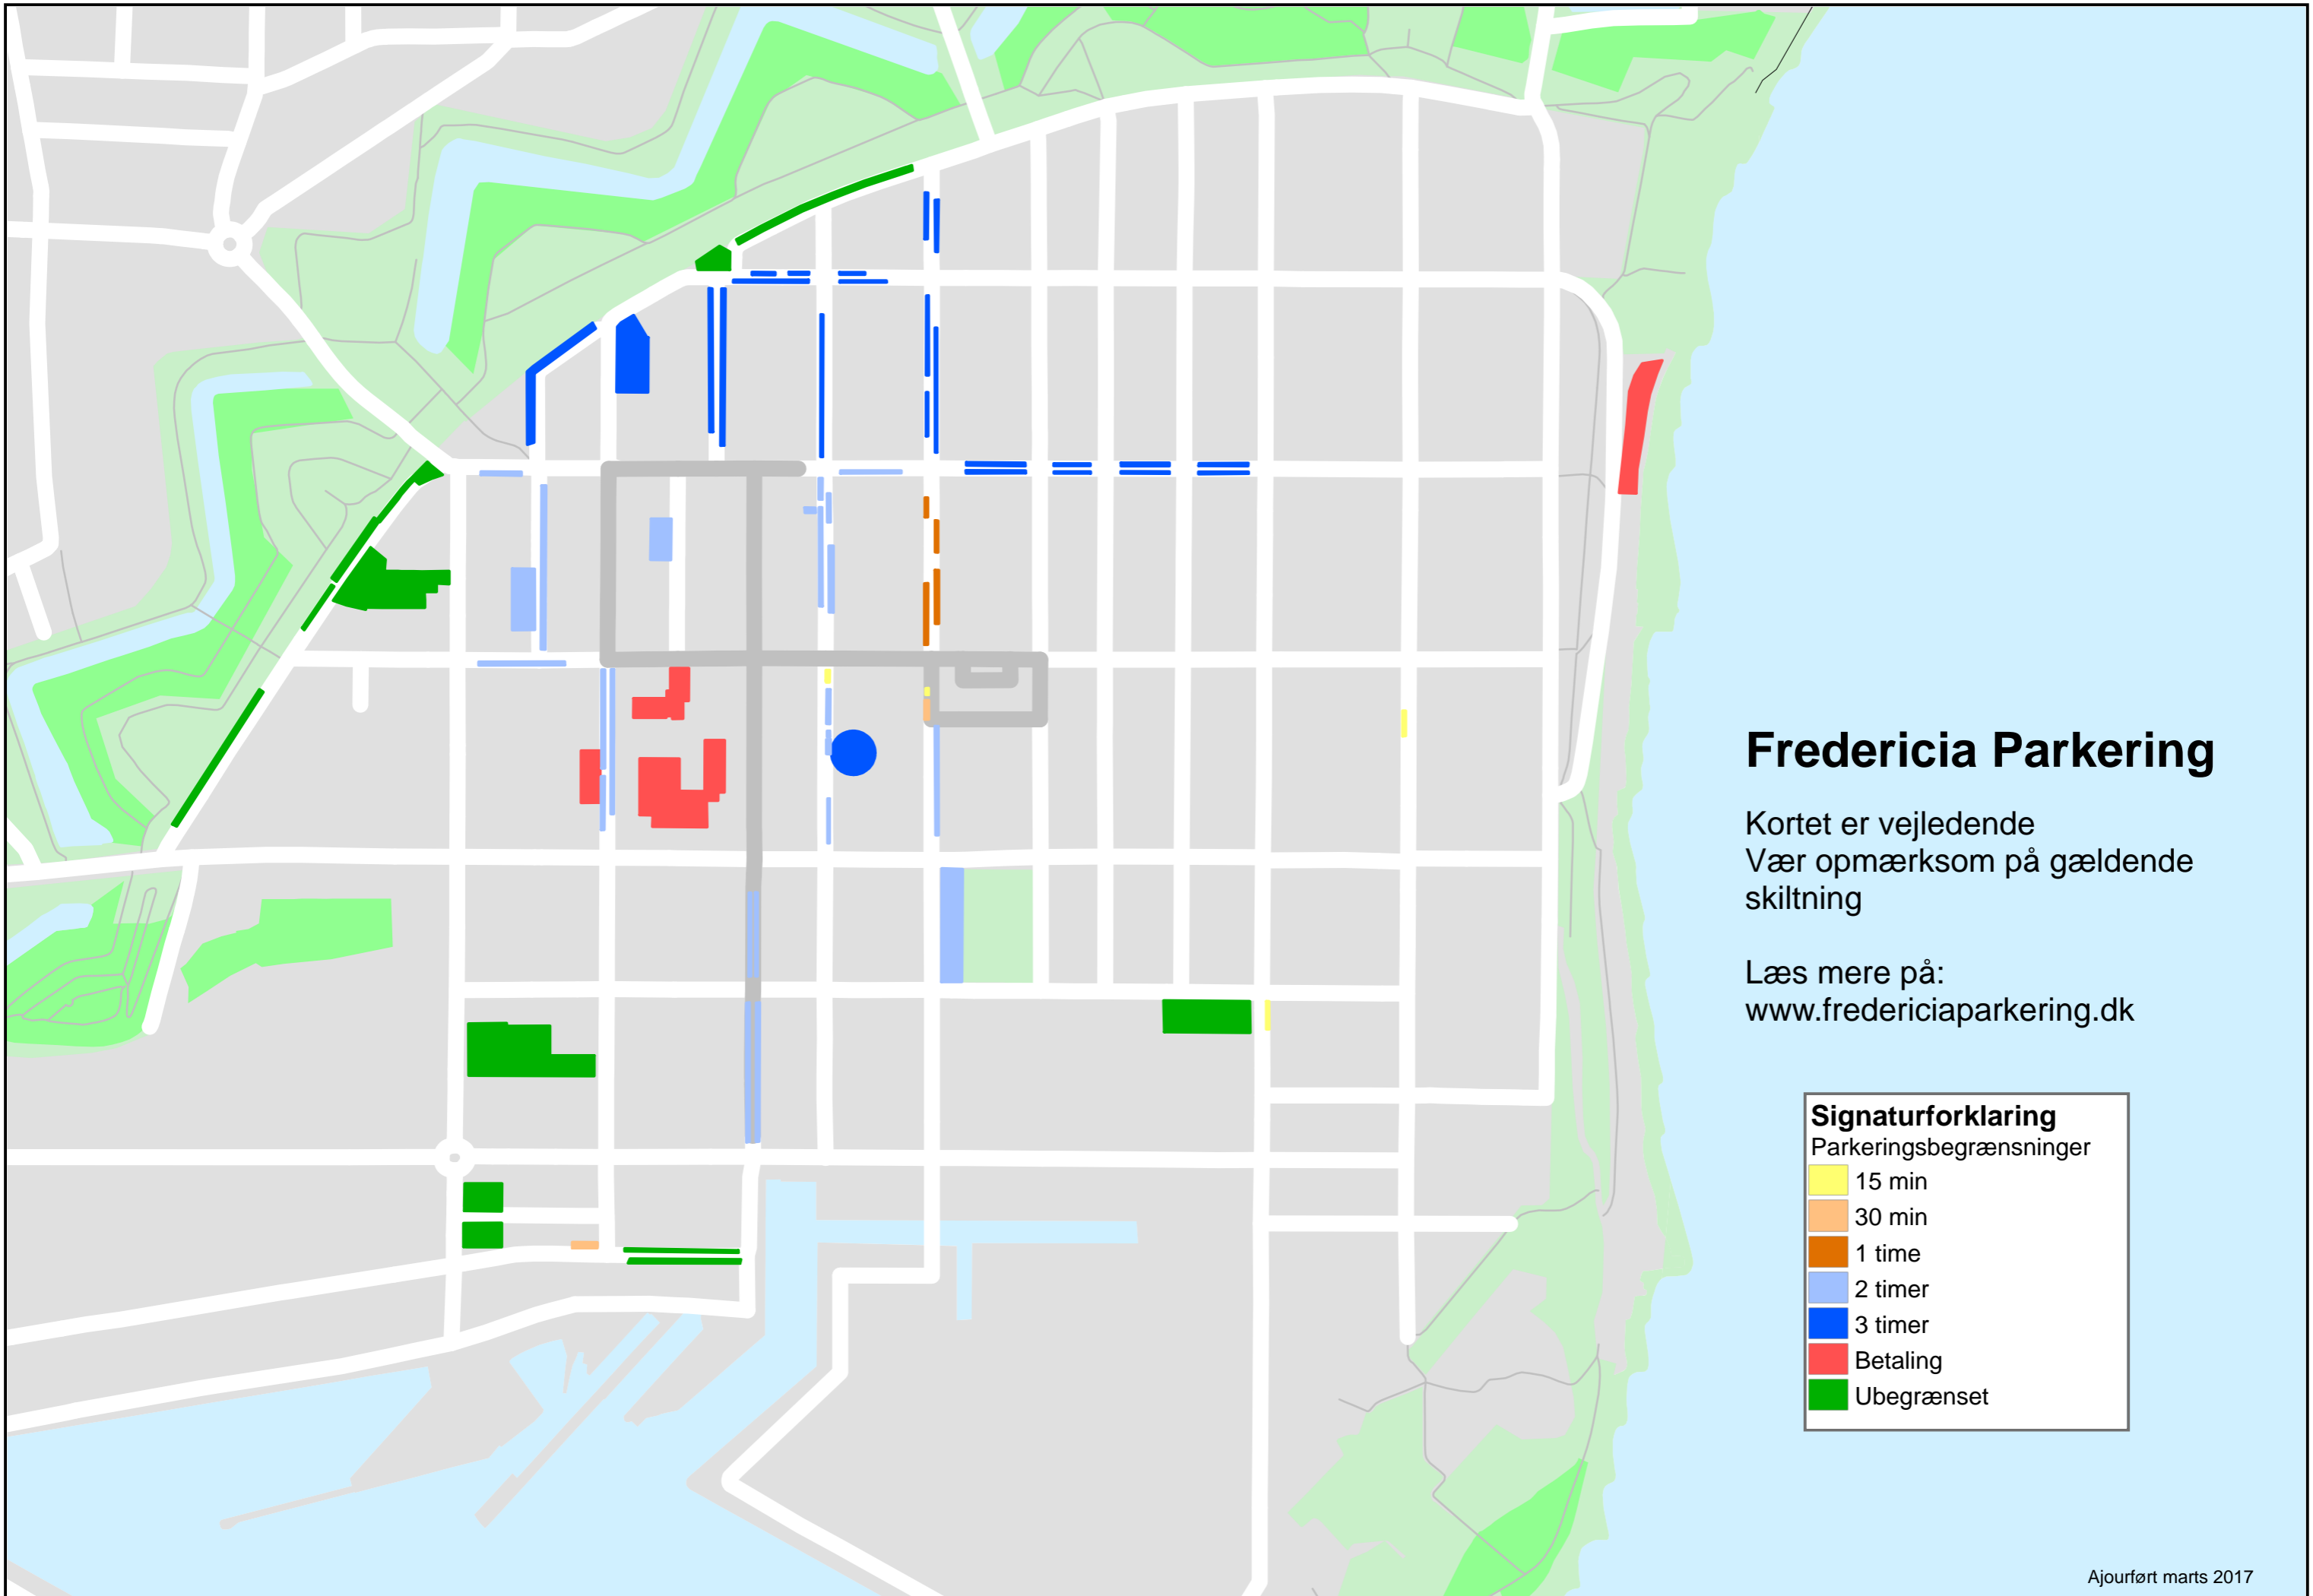 Fredericia Parkering
Kortet er vejledende
Vær opmærksom på gældende
skiltning
Læs mere på:
www.fredericiaparkering.dk
Signaturforklaring
Parkeringsbegrænsninger
15 min
30 min
1 time
2 timer
3 timer
Betaling
Ubegrænset
Ajourført marts 2017